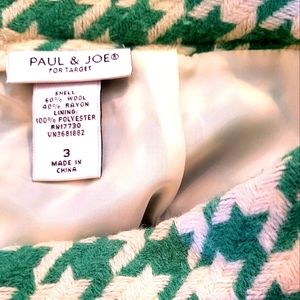 PAUL & JOE®
FOR TARGET
SHELL:
60% WOOL
40% RAYON
LINING:
100% POLYESTER
RN17730
VN3681882
3
MADE IN
CHINA